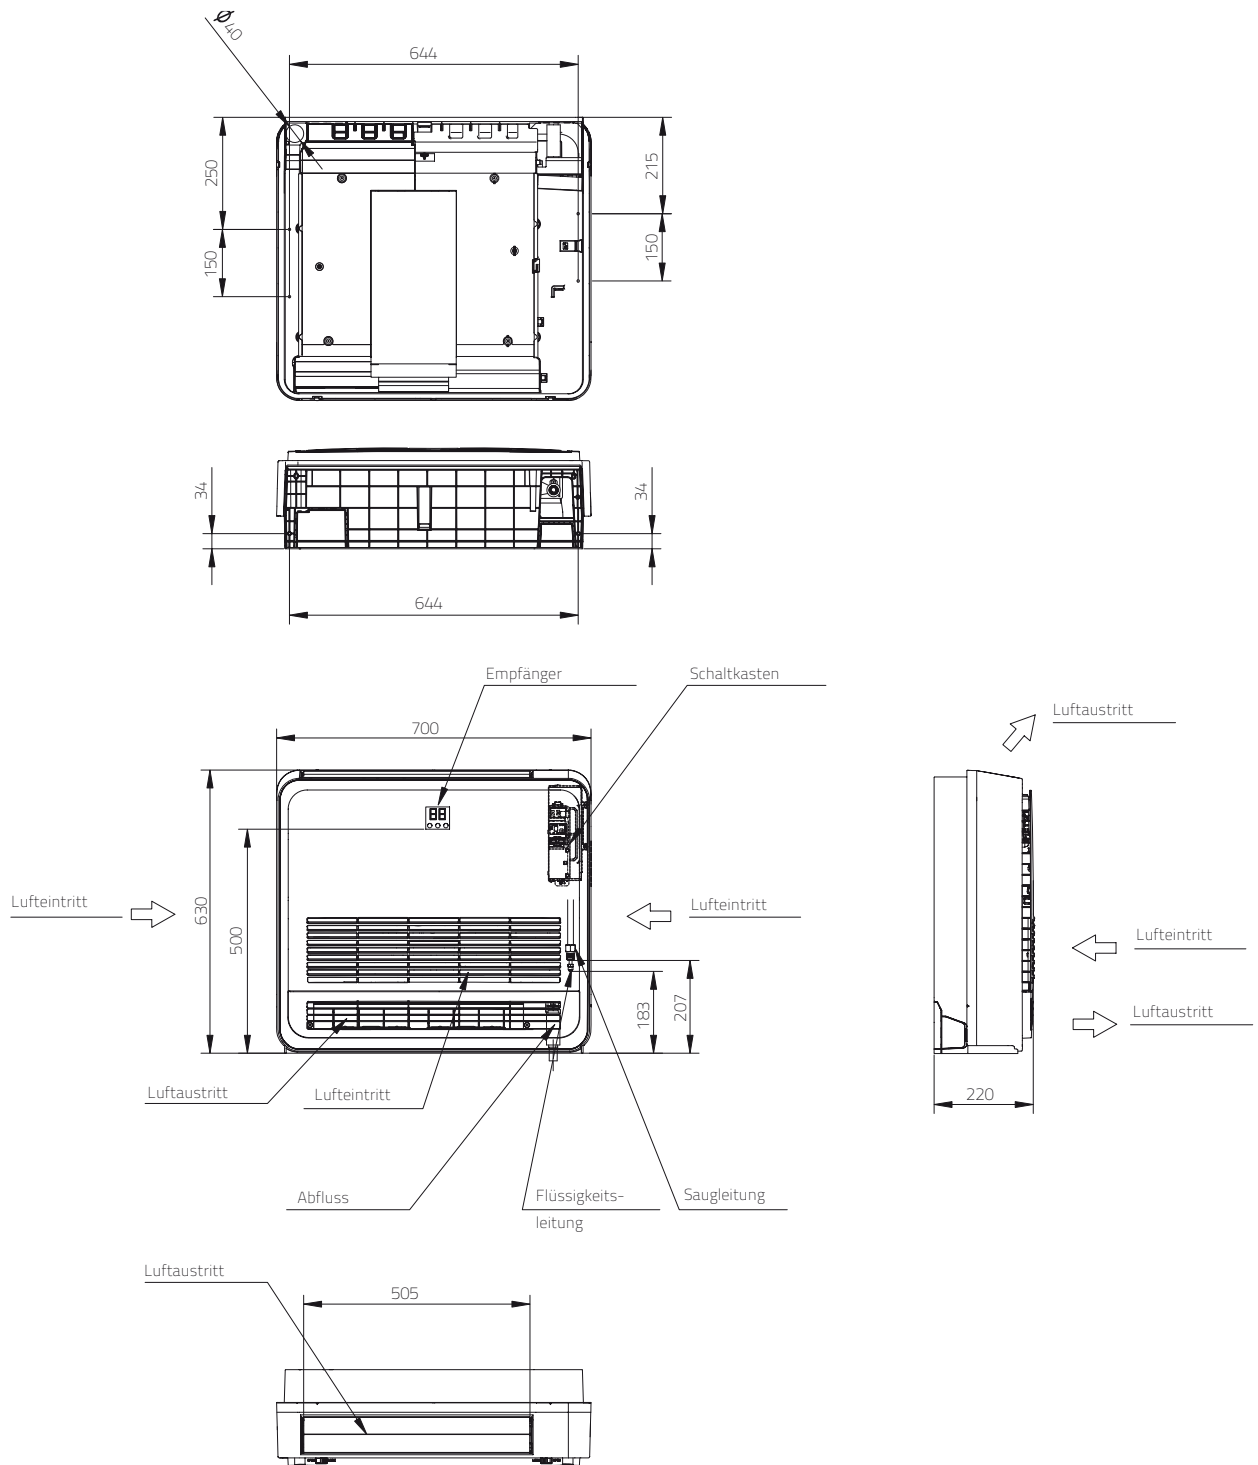 Ø40
644
250
215
150
150
34
34
644
Empfänger
Schaltkasten
Luftaustritt
700
Lufteintritt
630
500
Lufteintritt
Lufteintritt
183
207
Luftaustritt
Luftaustritt
Lufteintritt
220
Abfluss
Flüssigkeits-
leitung
Saugleitung
Luftaustritt
505